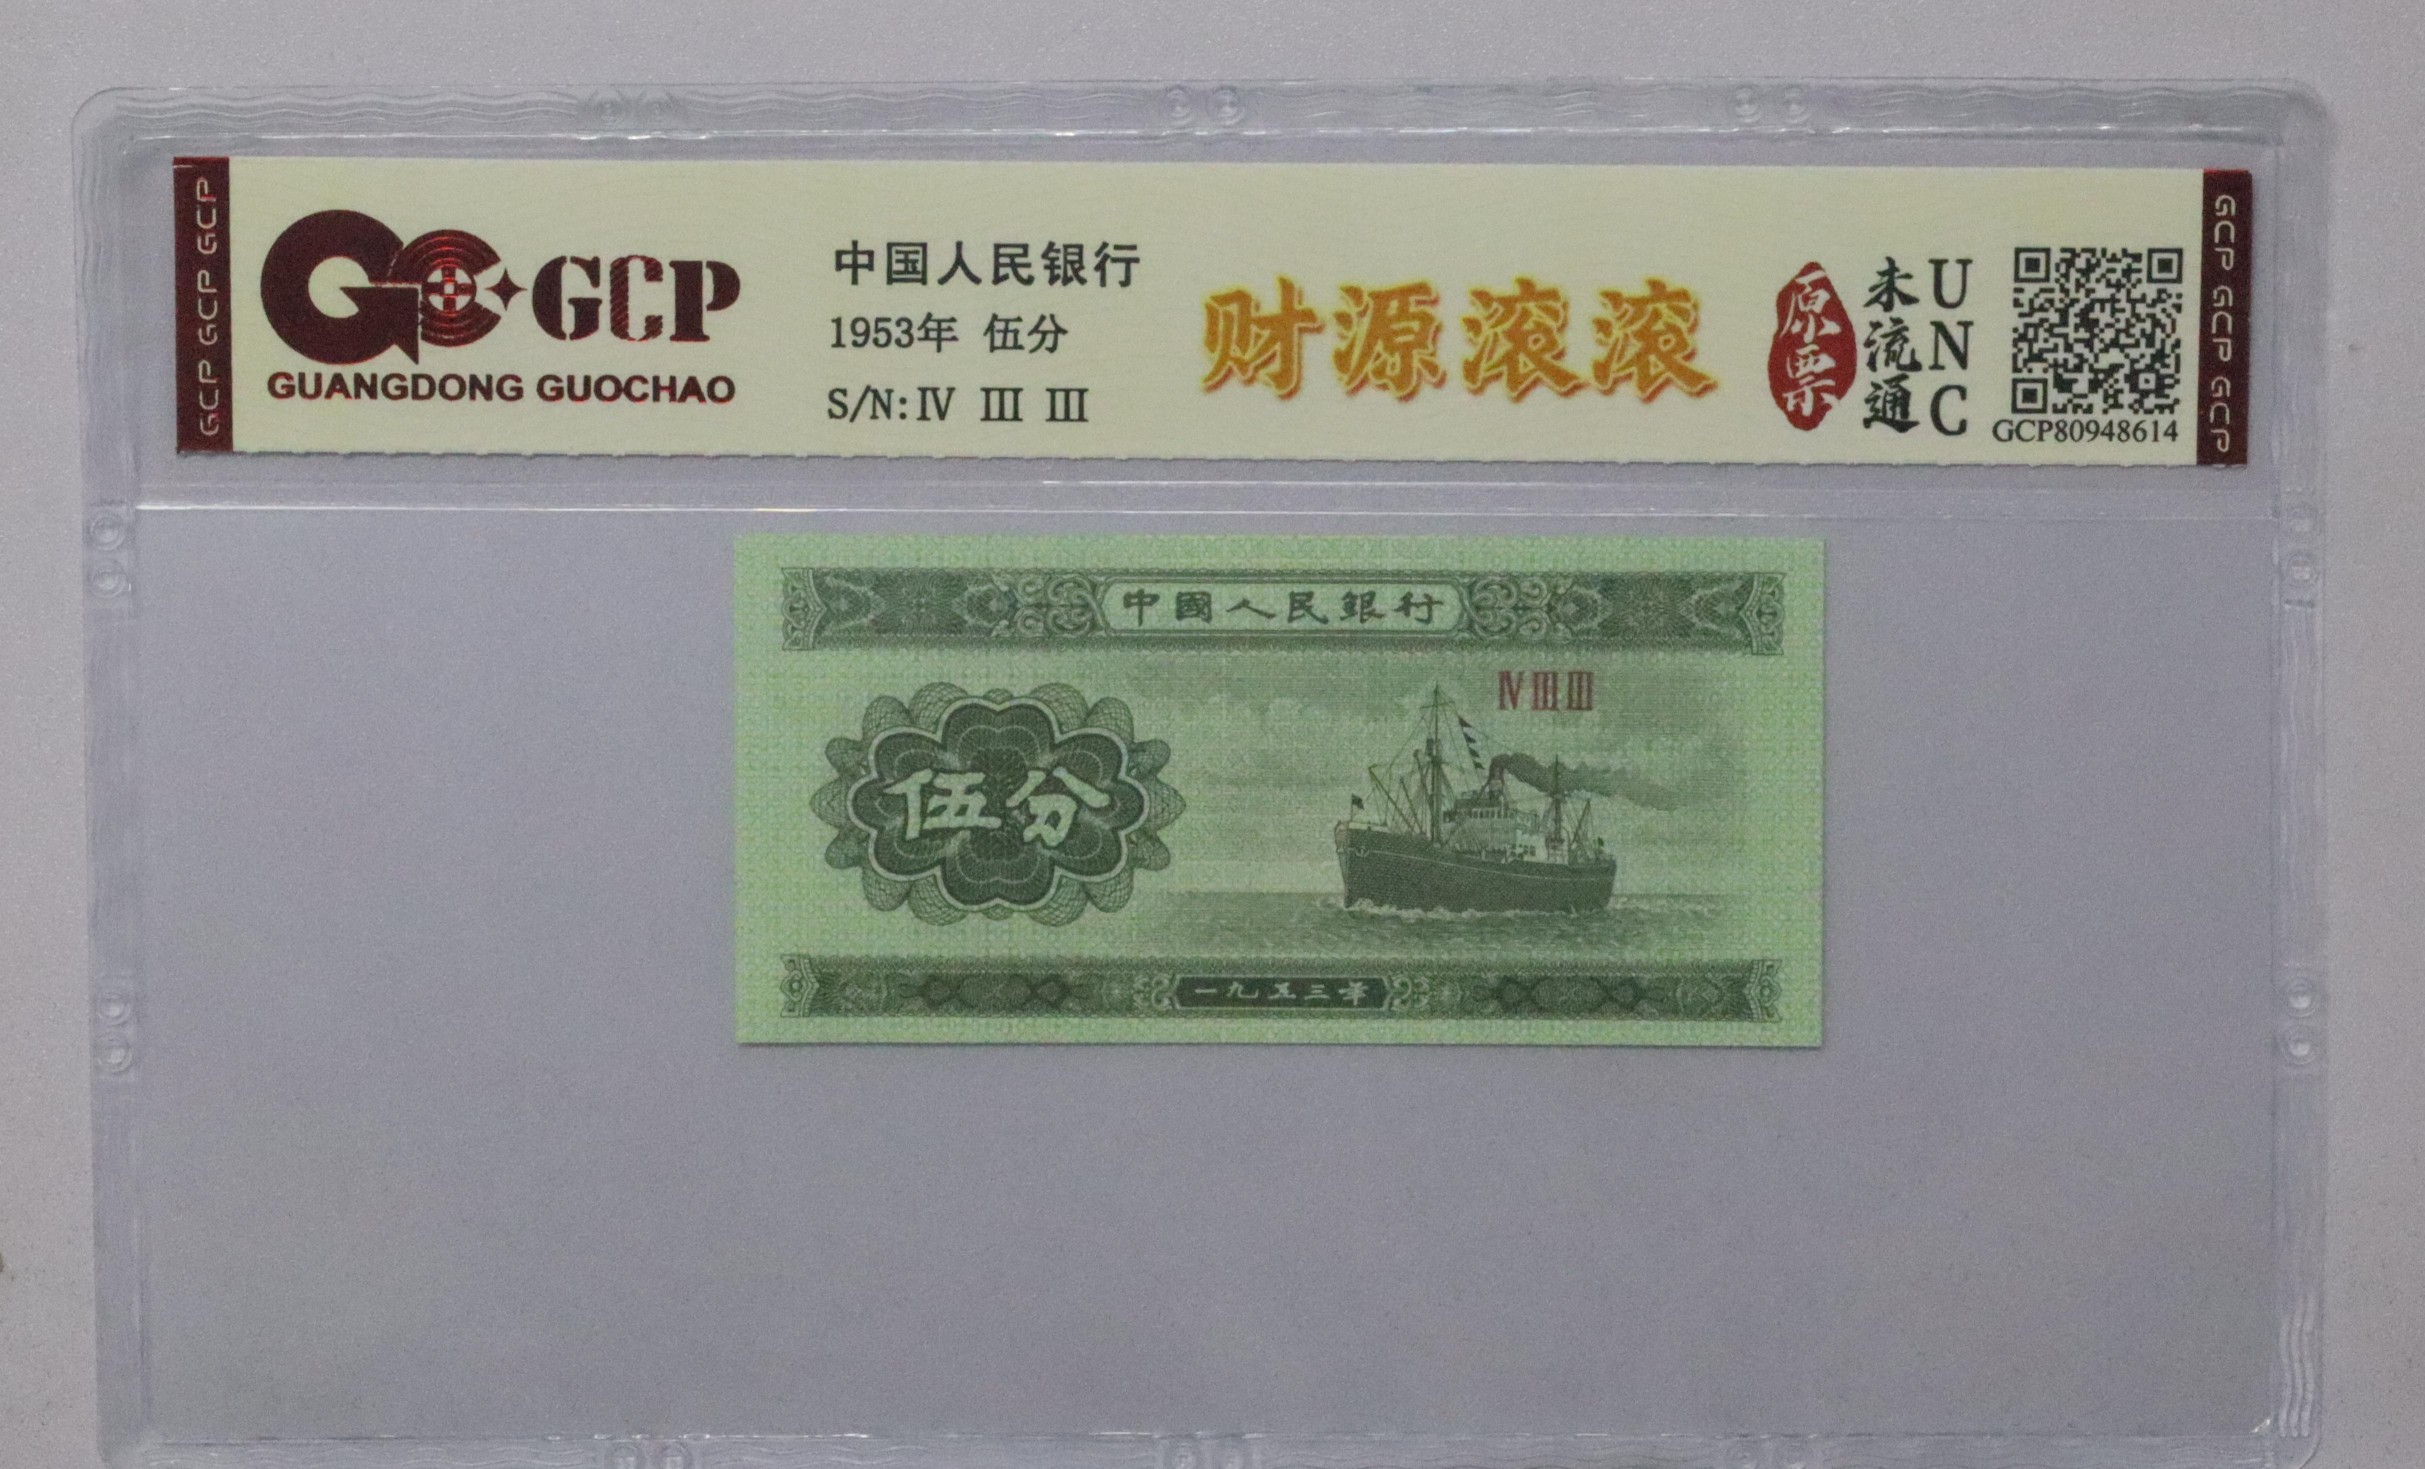 GCP GCP GCP
GCP
GUANGDONG GUOCHAO
中国人民银行
1953年 伍分
S/N: Ⅳ Ⅲ Ⅲ
财源滚滚
原票
未流通
UNC
GCP80948614
GCP GCP GCP
中國人民銀行
ⅣⅢⅢ
伍分
一九五三年